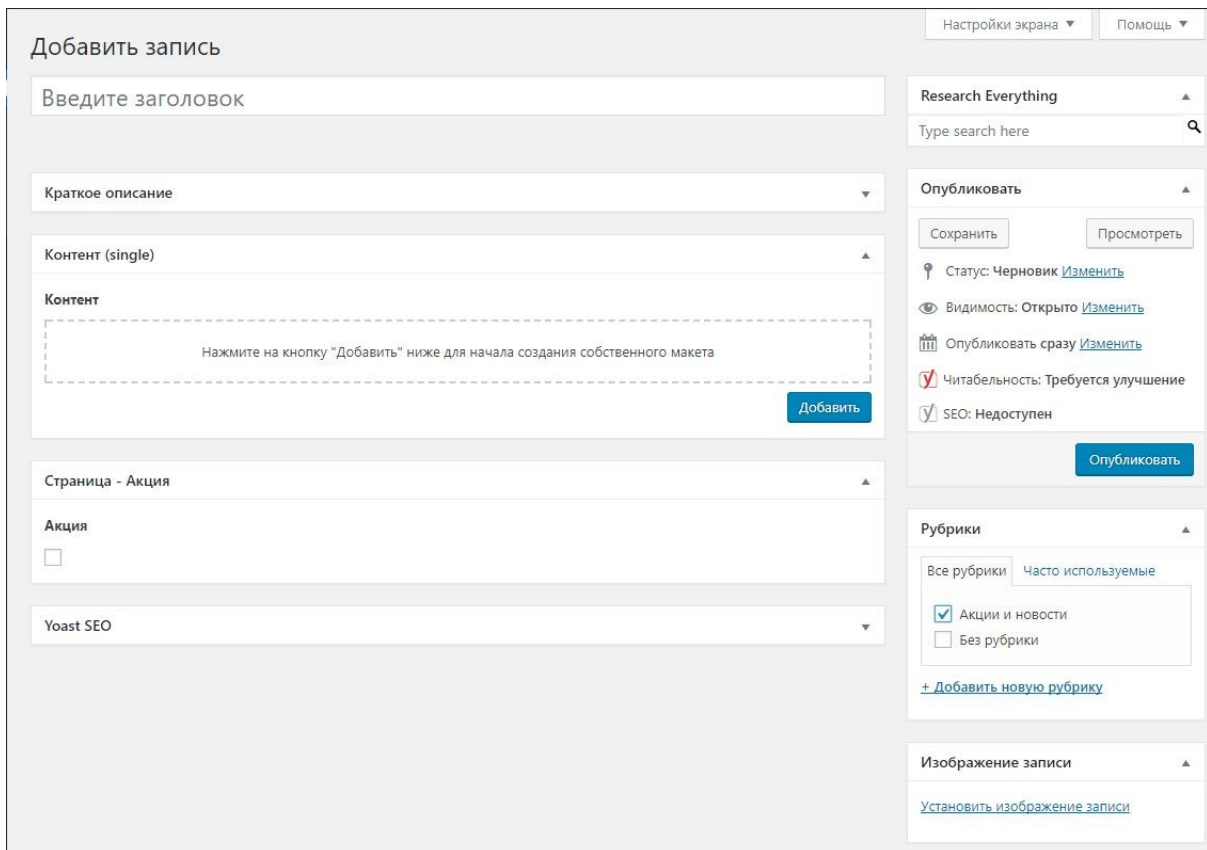 Настройки экрана
Помощь
Добавить запись
Введите заголовок
Краткое описание
Контент (single)
Контент
Нажмите на кнопку "Добавить" ниже для начала создания собственного макета
Добавить
Страница - Акция
Акция
Yoast SEO
Research Everything
Type search here
Опубликовать
Сохранить
Просмотреть
Статус: Черновик Изменить
Видимость: Открыто Изменить
Опубликовать сразу Изменить
Читабельность: Требуется улучшение
SEO: Недоступен
Опубликовать
Рубрики
Все рубрики
Часто используемые
Акции и новости
Без рубрики
+ Добавить новую рубрику
Изображение записи
Установить изображение записи